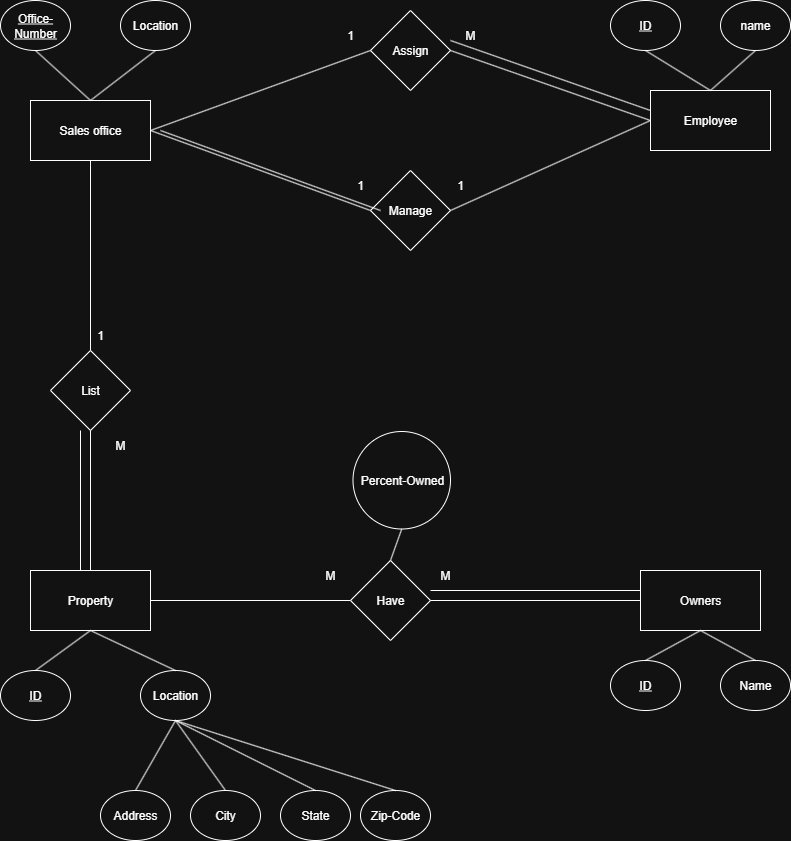 Office-
Number
Location
ID
name
1
Assign
M
Sales office
Employee
1
Manage
1
1
List
M
Percent-Owned
M
M
Property
Have
Owners
ID
Location
ID
Name
Address
City
State
Zip-Code